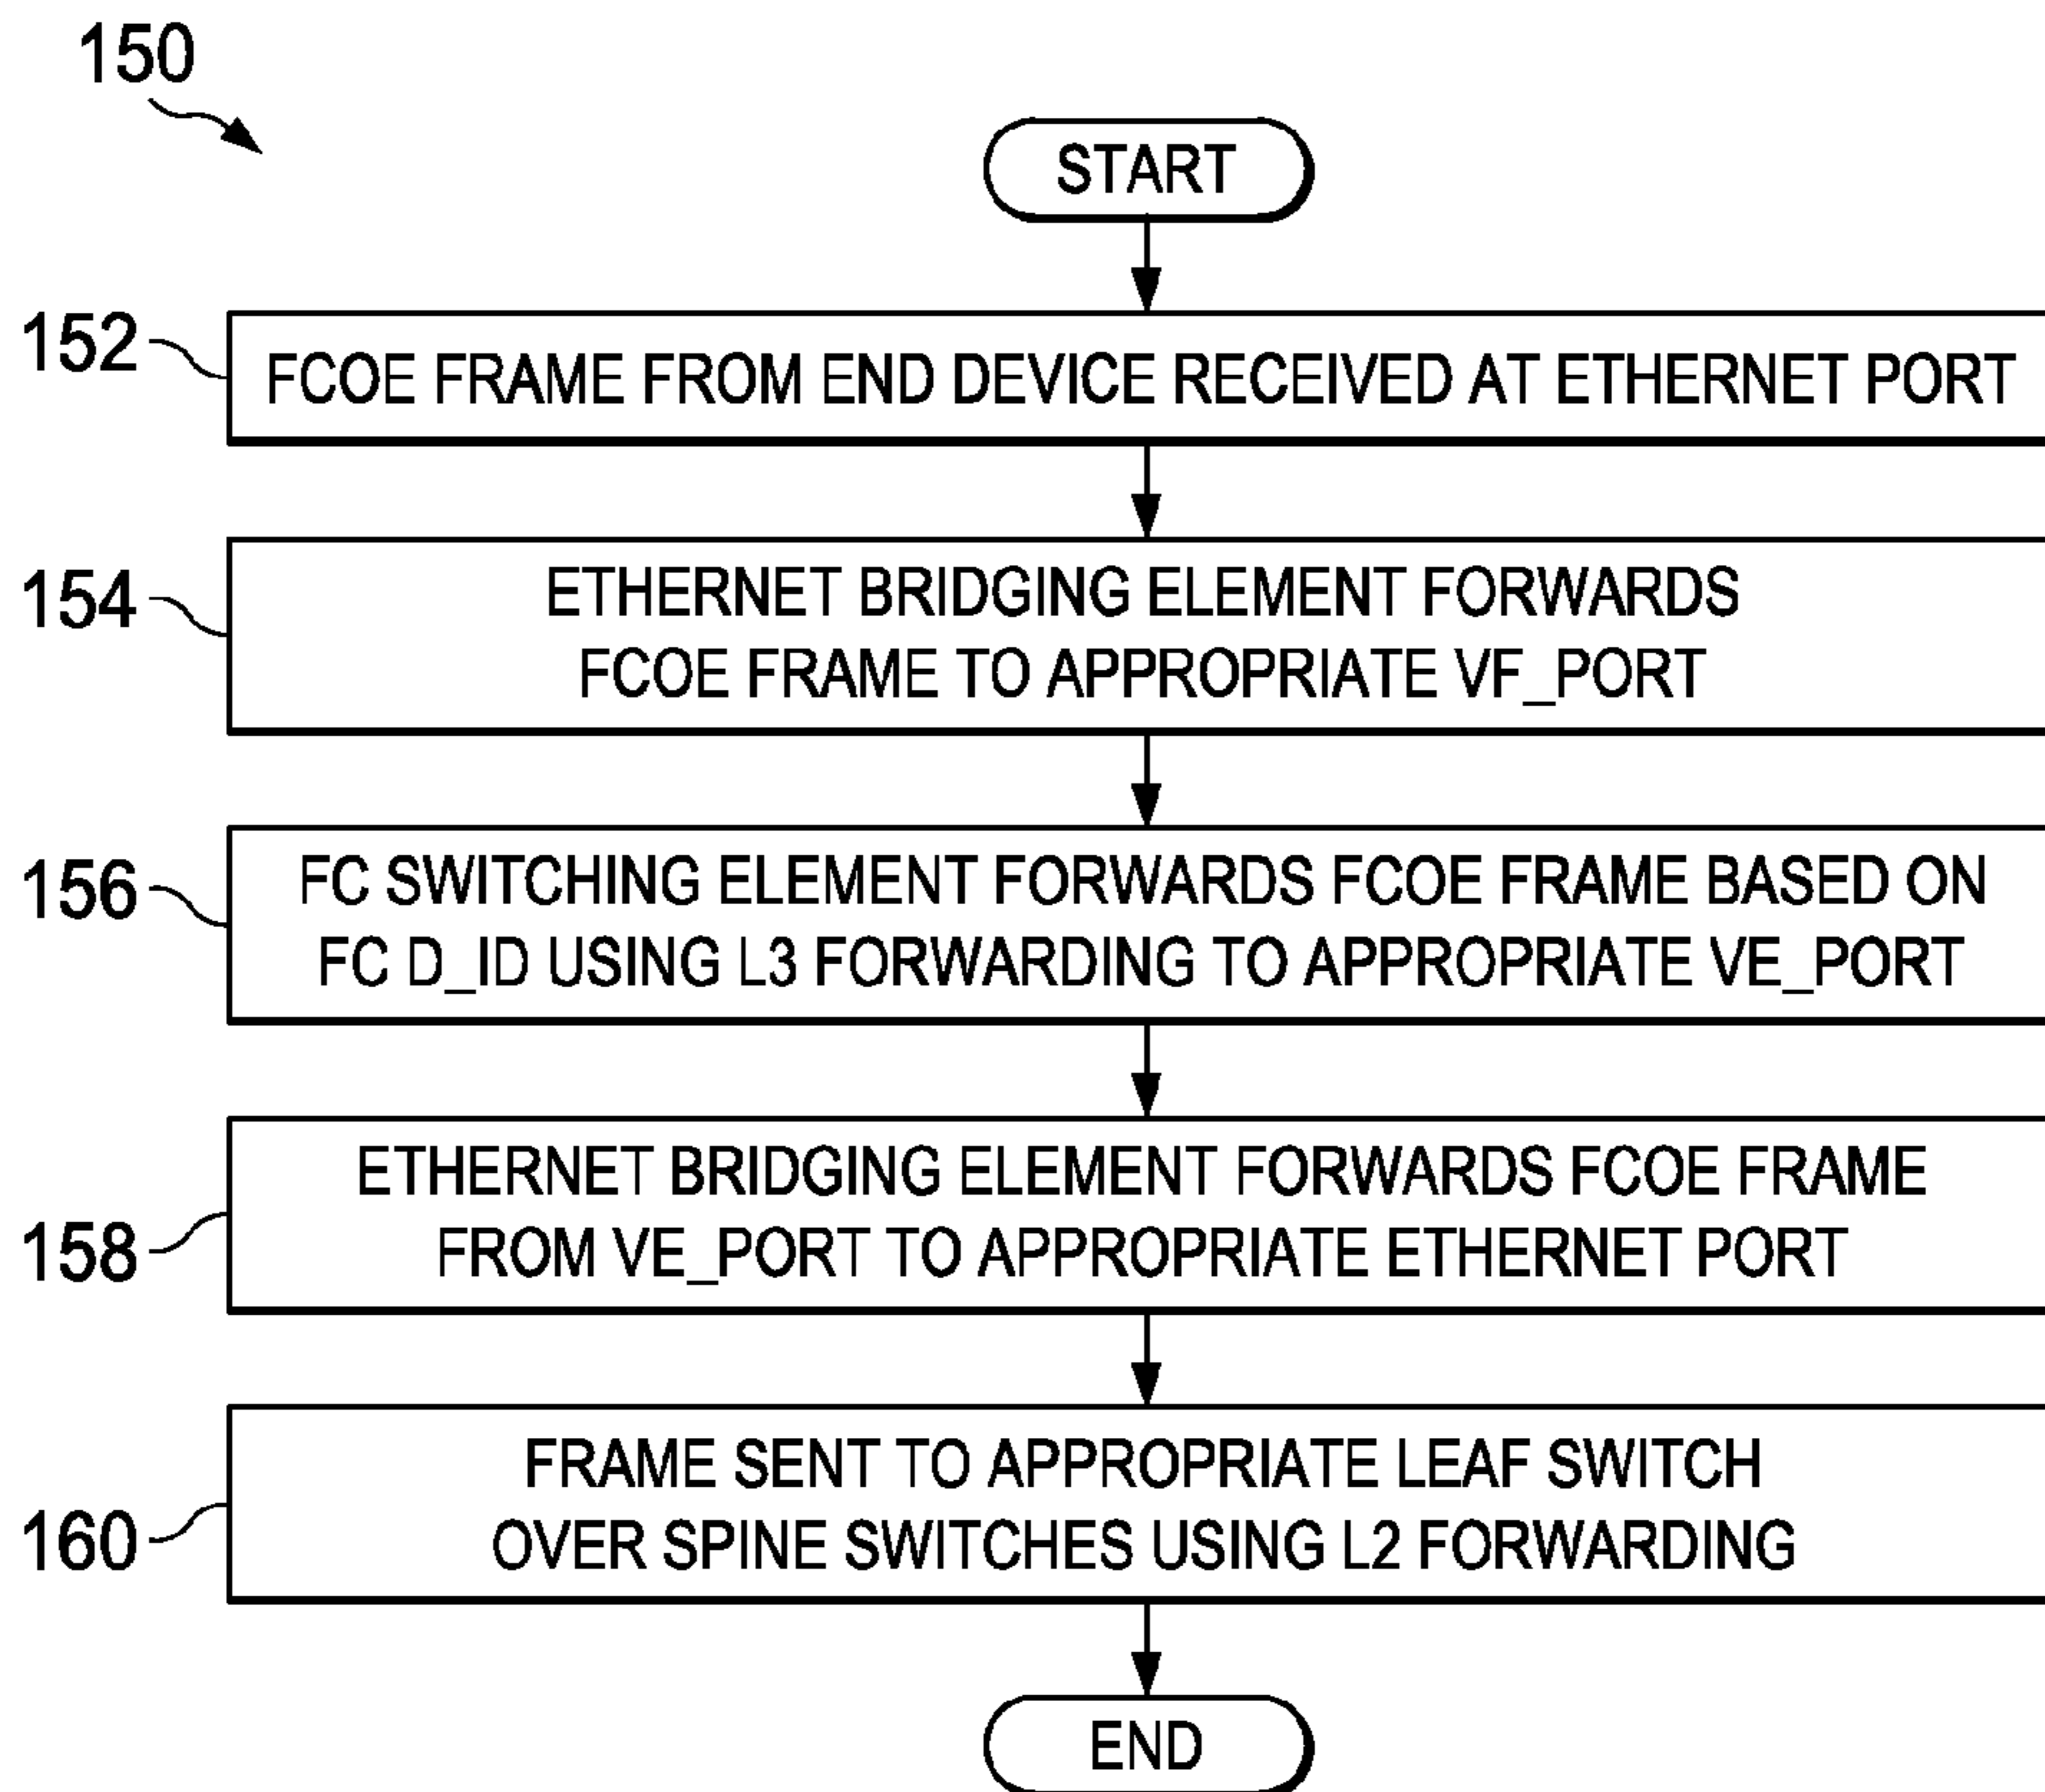 150
START
152
FCOE FRAME FROM END DEVICE RECEIVED AT ETHERNET PORT
154
ETHERNET BRIDGING ELEMENT FORWARDS
FCOE FRAME TO APPROPRIATE VF_PORT
156
FC SWITCHING ELEMENT FORWARDS FCOE FRAME BASED ON
FC D_ID USING L3 FORWARDING TO APPROPRIATE VE_PORT
158
ETHERNET BRIDGING ELEMENT FORWARDS FCOE FRAME
FROM VE_PORT TO APPROPRIATE ETHERNET PORT
160
FRAME SENT TO APPROPRIATE LEAF SWITCH
OVER SPINE SWITCHES USING L2 FORWARDING
END